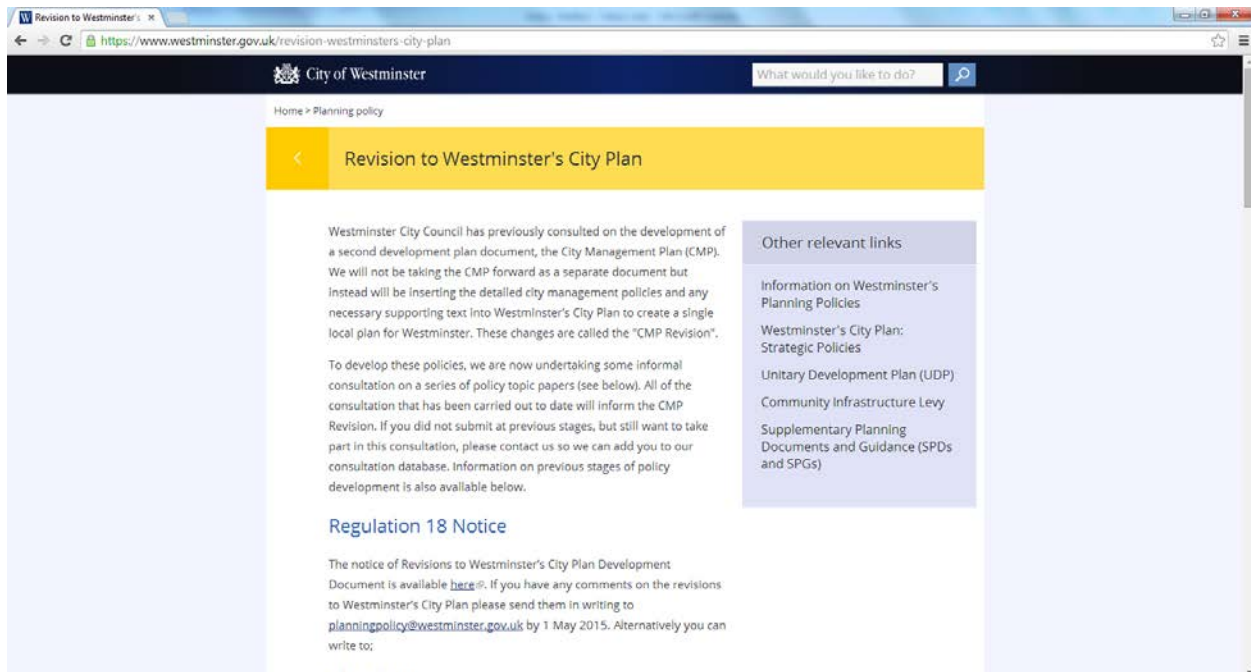 Revision to Westminster's
https://www.westminster.gov.uk/revision-westminsters-city-plan
City of Westminster
What would you like to do?
Home > Planning policy
Revision to Westminster's City Plan
Westminster City Council has previously consulted on the development of
a second development plan document, the City Management Plan (CMP).
We will not be taking the CMP forward as a separate document but
instead will be inserting the detailed city management policies and any
necessary supporting text into Westminster's City Plan to create a single
local plan for Westminster. These changes are called the "CMP Revision".
To develop these policies, we are now undertaking some informal
consultation on a series of policy topic papers (see below). All of the
consultation that has been carried out to date will inform the CMP
Revision. If you did not submit at previous stages, but still want to take
part in this consultation, please contact us so we can add you to our
consultation database. Information on previous stages of policy
development is also available below.
Regulation 18 Notice
The notice of Revisions to Westminster's City Plan Development
Document is available here. If you have any comments on the revisions
to Westminster's City Plan please send them in writing to
planningpolicy@westminster.gov.uk by 1 May 2015. Alternatively you can
write to;
Other relevant links
Information on Westminster's
Planning Policies
Westminster's City Plan:
Strategic Policies
Unitary Development Plan (UDP)
Community Infrastructure Levy
Supplementary Planning
Documents and Guidance (SPDs
and SPGs)